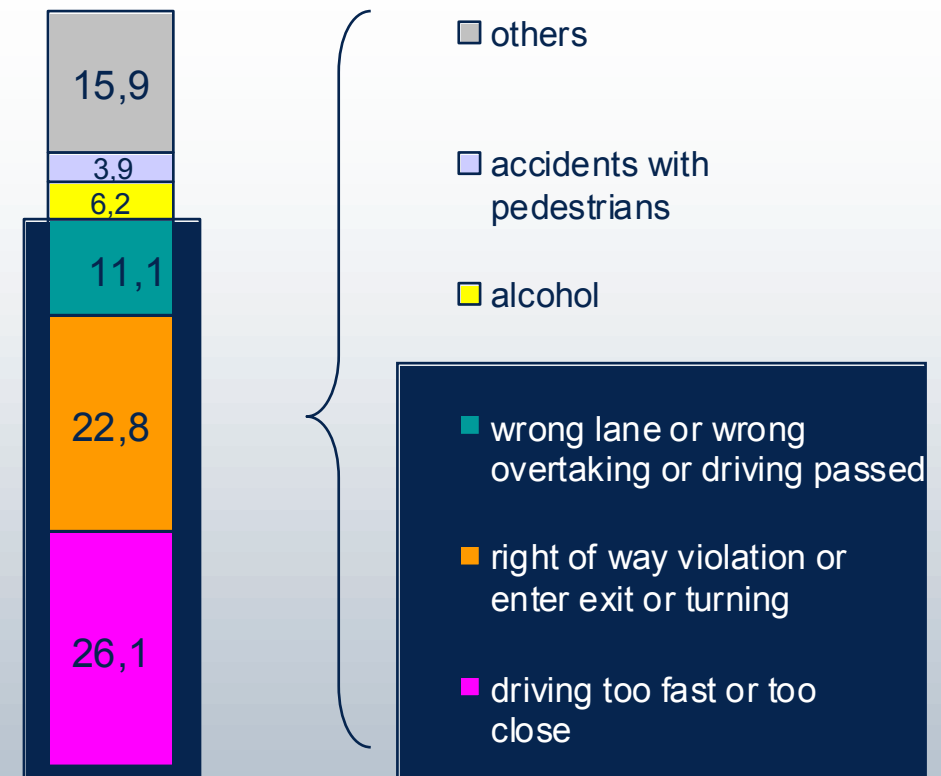 15,9
3,9
6,2
11,1
22,8
26,1
others
accidents with
pedestrians
alcohol
wrong lane or wrong
overtaking or driving passed
right of way violation or
enter exit or turning
driving too fast or too
close